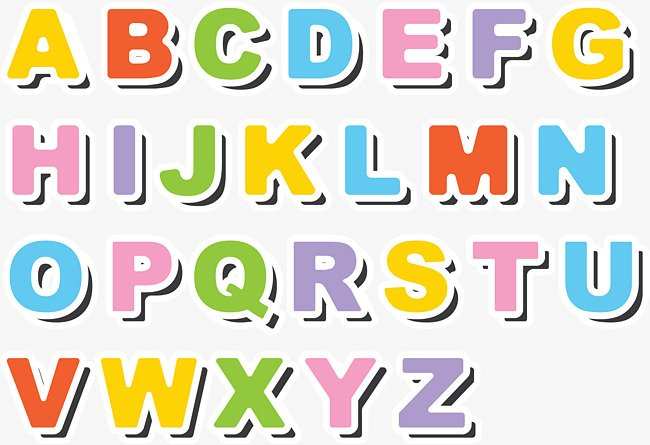 ABCDEFG
HIJKLMN
OPQRSTU
VWXYZ